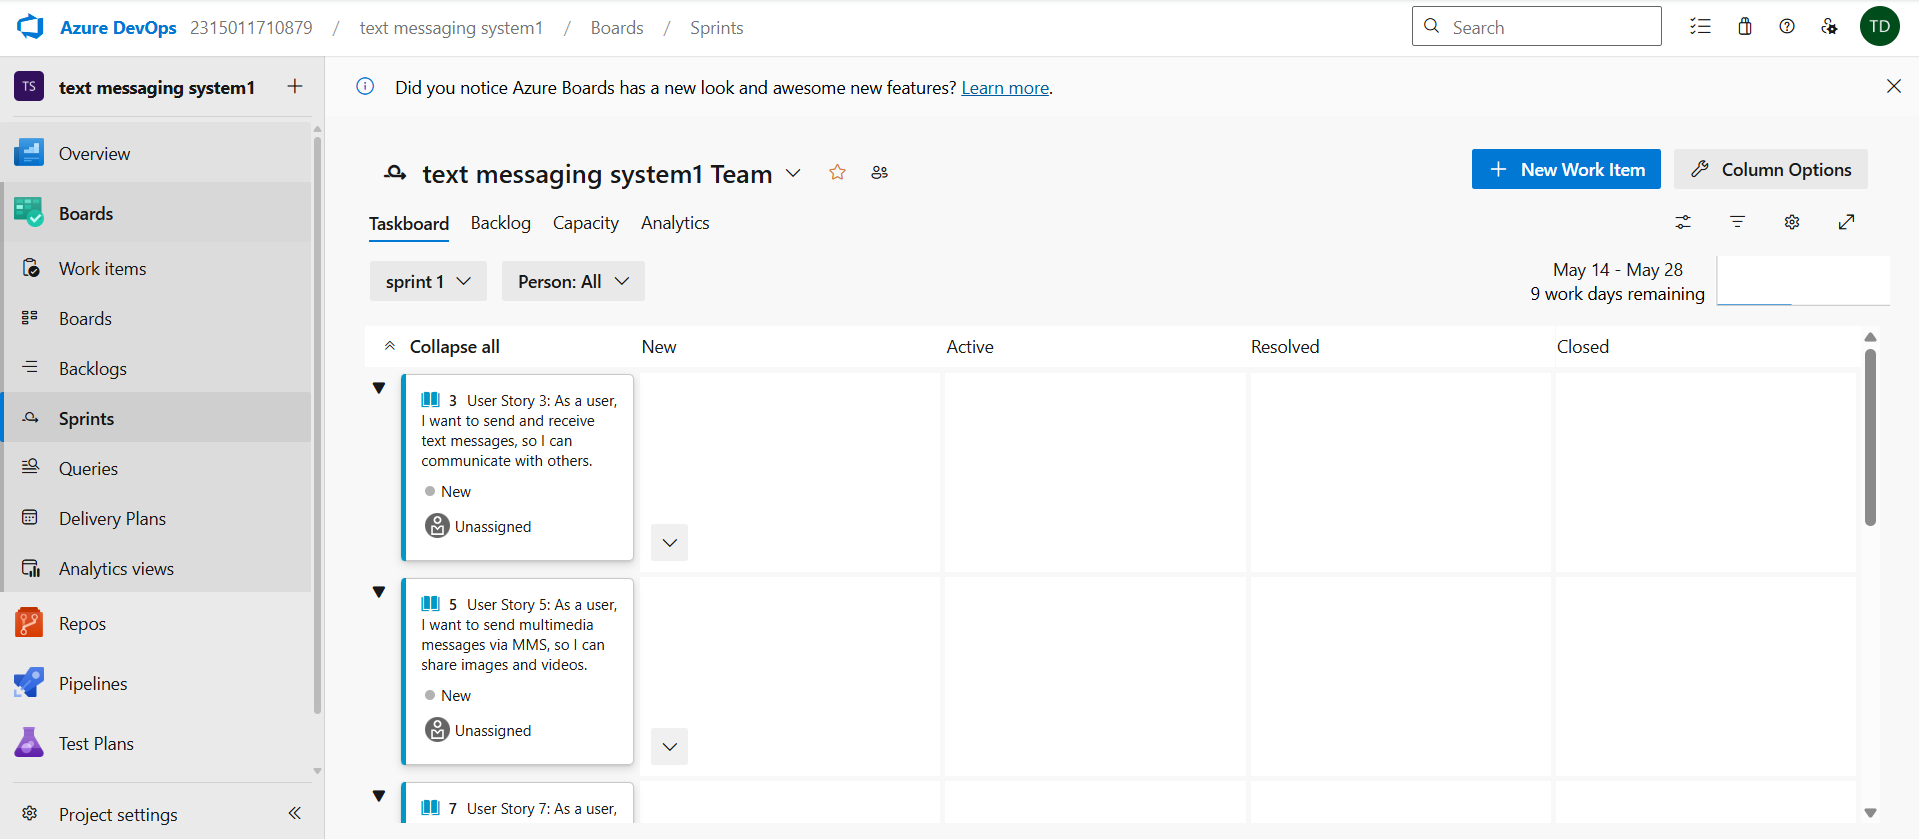 Azure DevOps 2315011710879 / text messaging system1 / Boards / Sprints
Search
TD
TS text messaging system1
Overview
Boards
Work items
Boards
Backlogs
Sprints
Queries
Delivery Plans
Analytics views
Repos
Pipelines
Test Plans
Project settings
Did you notice Azure Boards has a new look and awesome new features? Learn more.
text messaging system1 Team
New Work Item
Column Options
Taskboard Backlog Capacity Analytics
sprint 1
Person: All
May 14 - May 28
9 work days remaining
Collapse all New Active Resolved Closed
3 User Story 3: As a user,
I want to send and receive
text messages, so I can
communicate with others.
New
Unassigned
5 User Story 5: As a user,
I want to send multimedia
messages via MMS, so I can
share images and videos.
New
Unassigned
7 User Story 7: As a user,